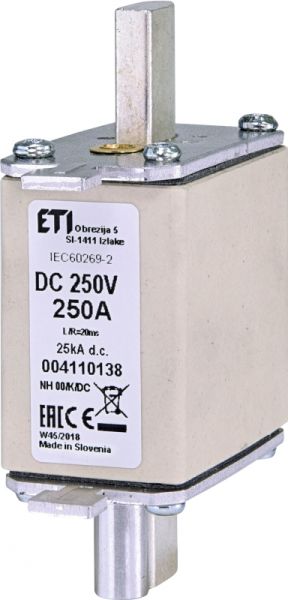 ETI Obrezija 5
SI-1411 Izlake
IEC60269-2
DC 250V
250A
L/R=20ms
25kA d.c.
004110138
NH 00/K/DC
EAC CE
W45/2018
Made in Slovenia